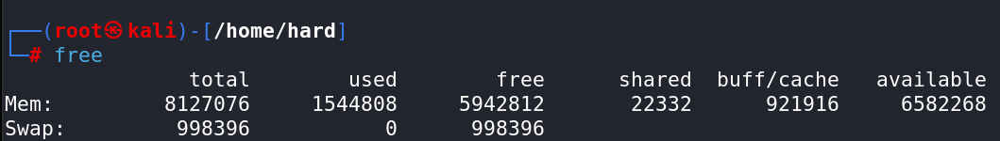 ┌──(root㉿kali)-[/home/hard]
└─# free
               total        used        free      shared  buff/cache   available
Mem:         8127076     1544808     5942812       22332      921916     6582268
Swap:         998396           0      998396